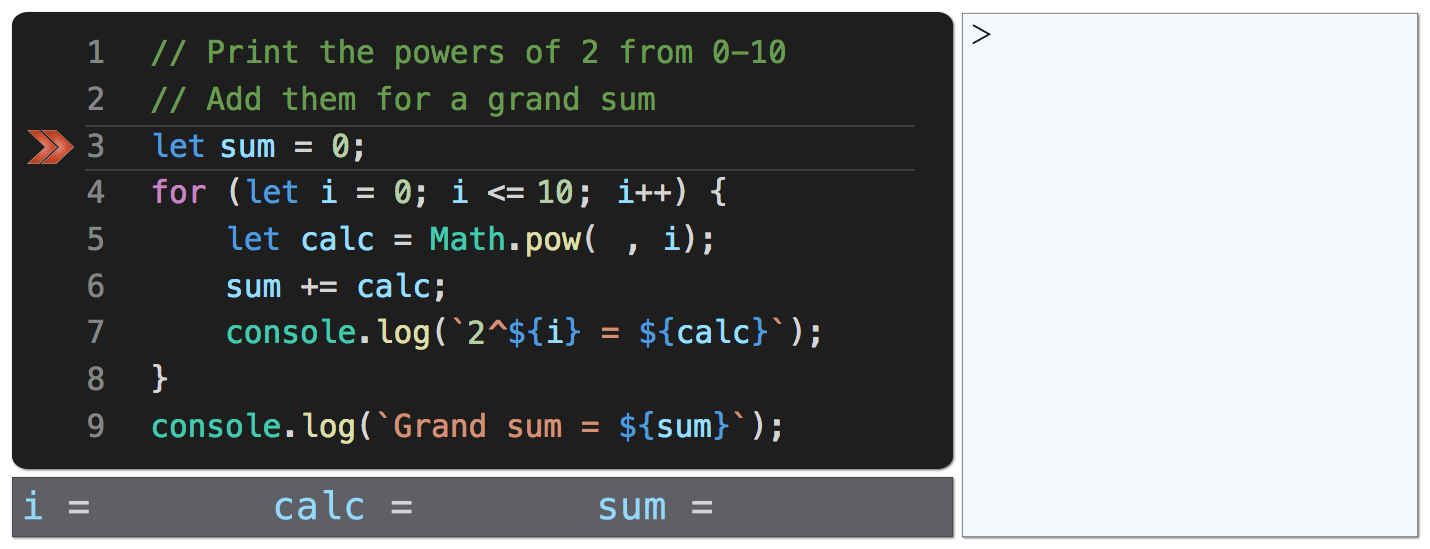 1 // Print the powers of 2 from 0-10
2 // Add them for a grand sum
3 let sum = 0;
4 for (let i = 0; i <= 10; i++) {
5 let calc = Math.pow( , i);
6 sum += calc;
7 console.log(`2^${i} = ${calc}`);
8 }
9 console.log(`Grand sum = ${sum}`);
i = calc = sum =
>